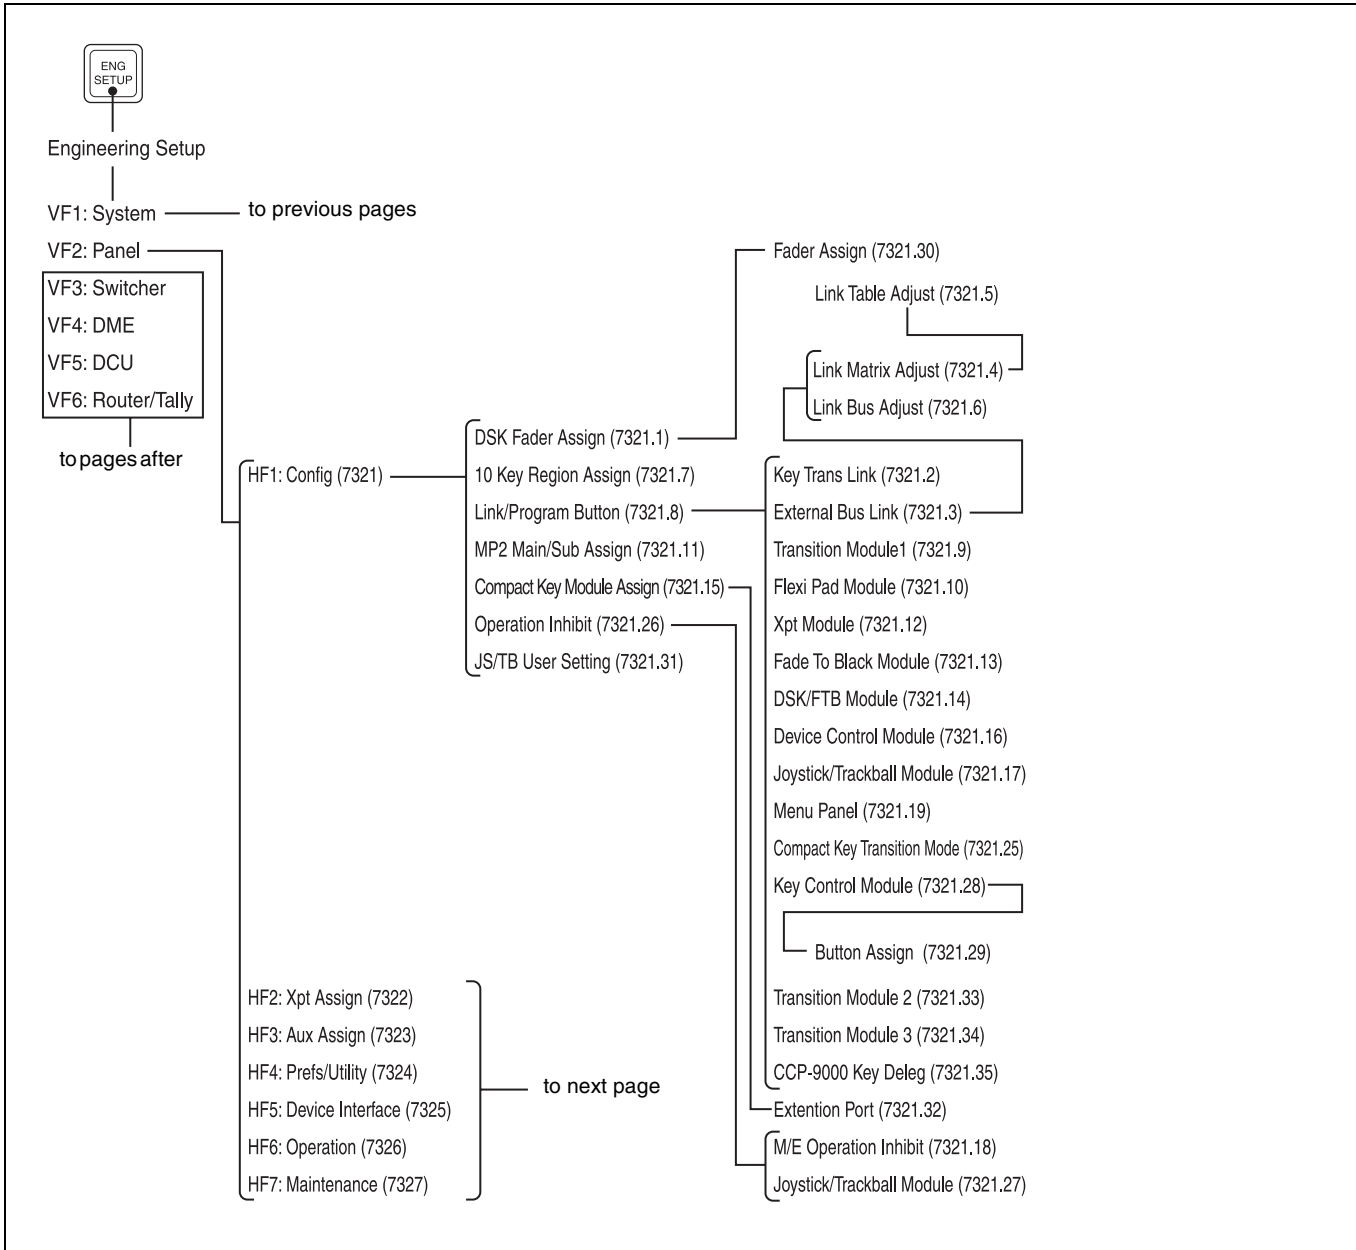 ENG
SETUP
Engineering Setup
VF1: System
to previous pages
VF2: Panel
VF3: Switcher
VF4: DME
VF5: DCU
VF6: Router/Tally
to pages after
HF1: Config (7321)
HF2: Xpt Assign (7322)
HF3: Aux Assign (7323)
HF4: Prefs/Utility (7324)
HF5: Device Interface (7325)
HF6: Operation (7326)
HF7: Maintenance (7327)
to next page
DSK Fader Assign (7321.1)
10 Key Region Assign (7321.7)
Link/Program Button (7321.8)
MP2 Main/Sub Assign (7321.11)
Compact Key Module Assign (7321.15)
Operation Inhibit (7321.26)
JS/TB User Setting (7321.31)
Fader Assign (7321.30)
Link Table Adjust (7321.5)
Link Matrix Adjust (7321.4)
Link Bus Adjust (7321.6)
Key Trans Link (7321.2)
External Bus Link (7321.3)
Transition Module1 (7321.9)
Flexi Pad Module (7321.10)
Xpt Module (7321.12)
Fade To Black Module (7321.13)
DSK/FTB Module (7321.14)
Device Control Module (7321.16)
Joystick/Trackball Module (7321.17)
Menu Panel (7321.19)
Compact Key Transition Mode (7321.25)
Key Control Module (7321.28)
Button Assign (7321.29)
Transition Module 2 (7321.33)
Transition Module 3 (7321.34)
CCP-9000 Key Deleg (7321.35)
Extention Port (7321.32)
M/E Operation Inhibit (7321.18)
Joystick/Trackball Module (7321.27)